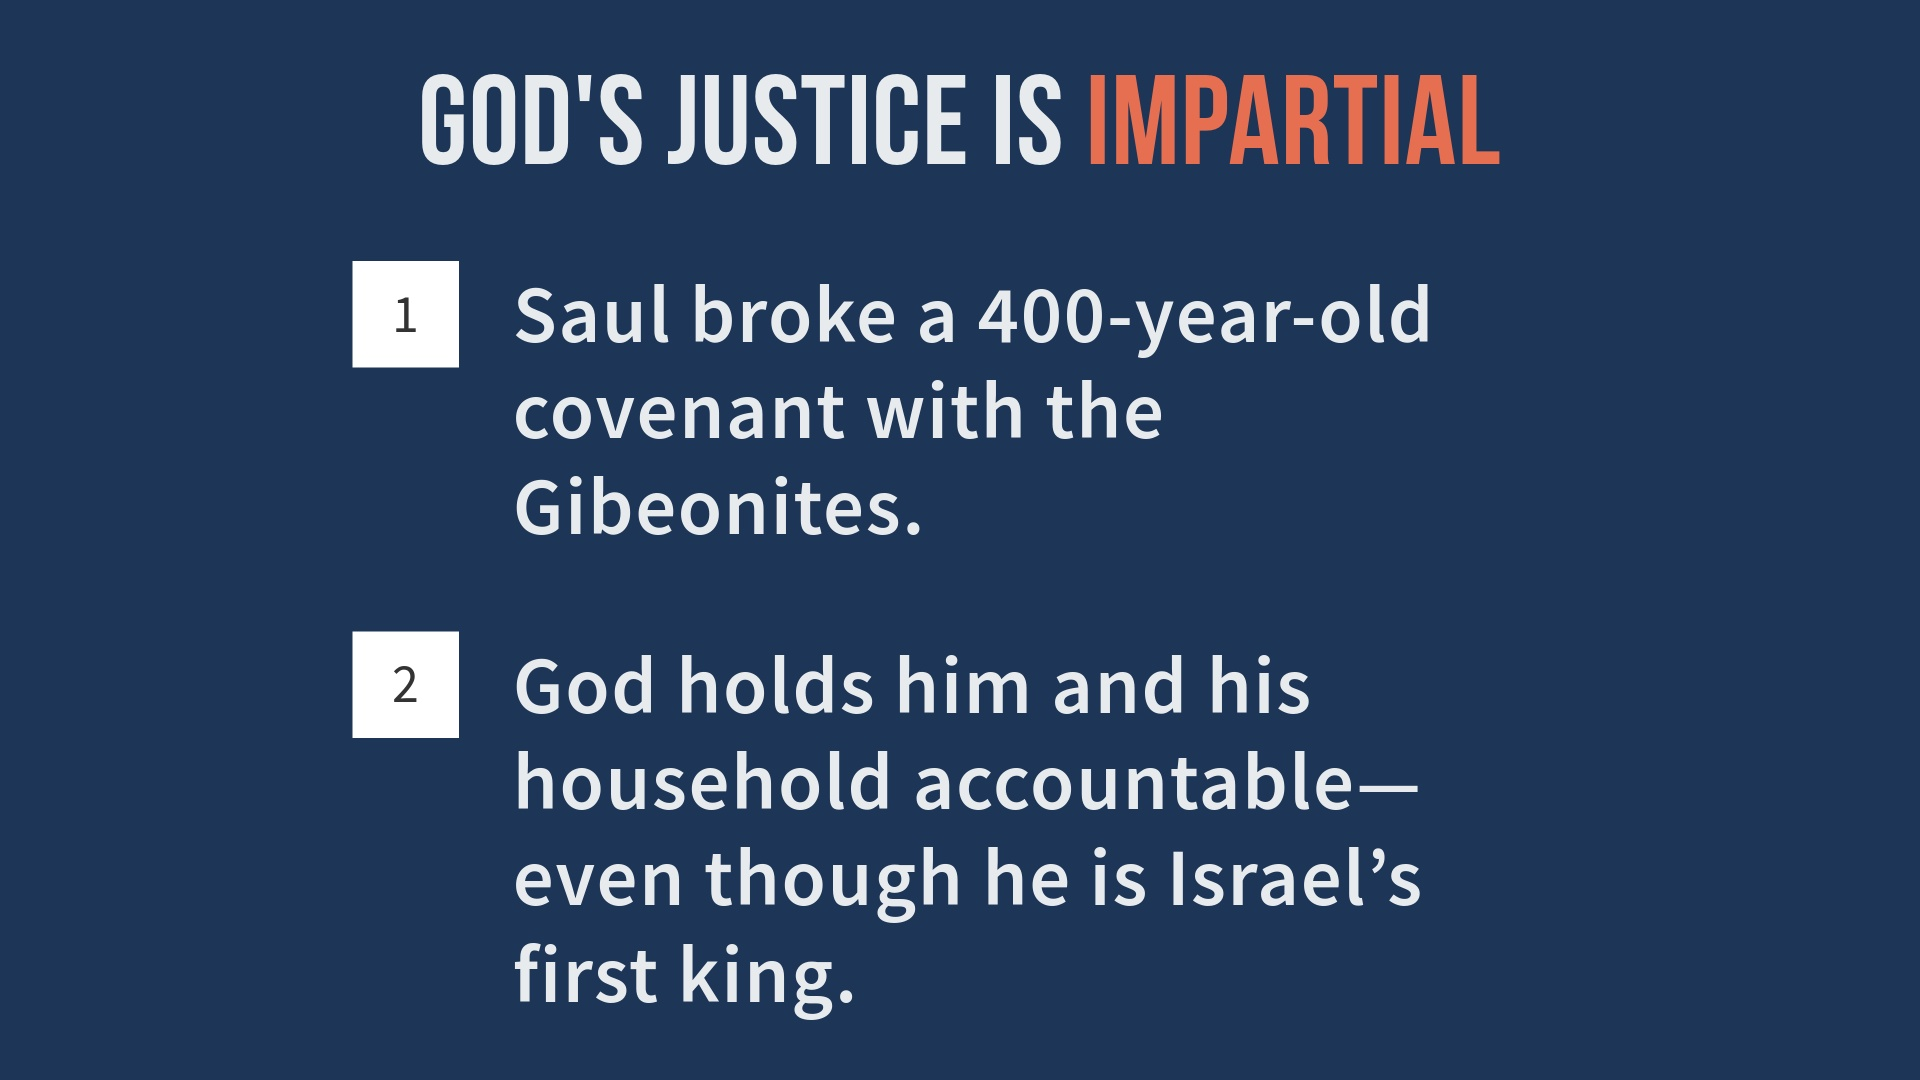 GOD'S JUSTICE IS IMPARTIAL
1
Saul broke a 400-year-old
covenant with the
Gibeonites.
2
God holds him and his
household accountable—
even though he is Israel’s
first king.